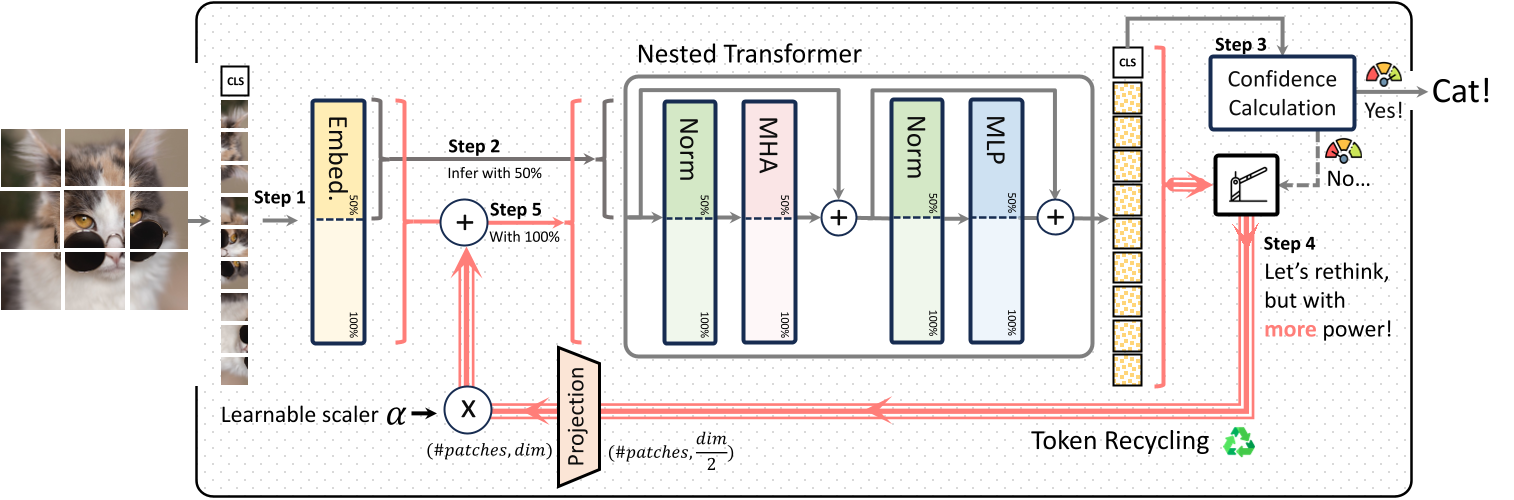 Nested Transformer
CLS
Step 1
Embed.
50%
100%
Step 2
Infer with 50%
+
Step 5
With 100%
Norm
50%
100%
MHA
50%
100%
+
Norm
50%
100%
MLP
50%
100%
+
CLS
Step 3
Confidence
Calculation
Yes!
Cat!
No...
Step 4
Let's rethink,
but with
more power!
Learnable scaler α
X
(#patches, dim)
Projection
(#patches, dim/2)
Token Recycling